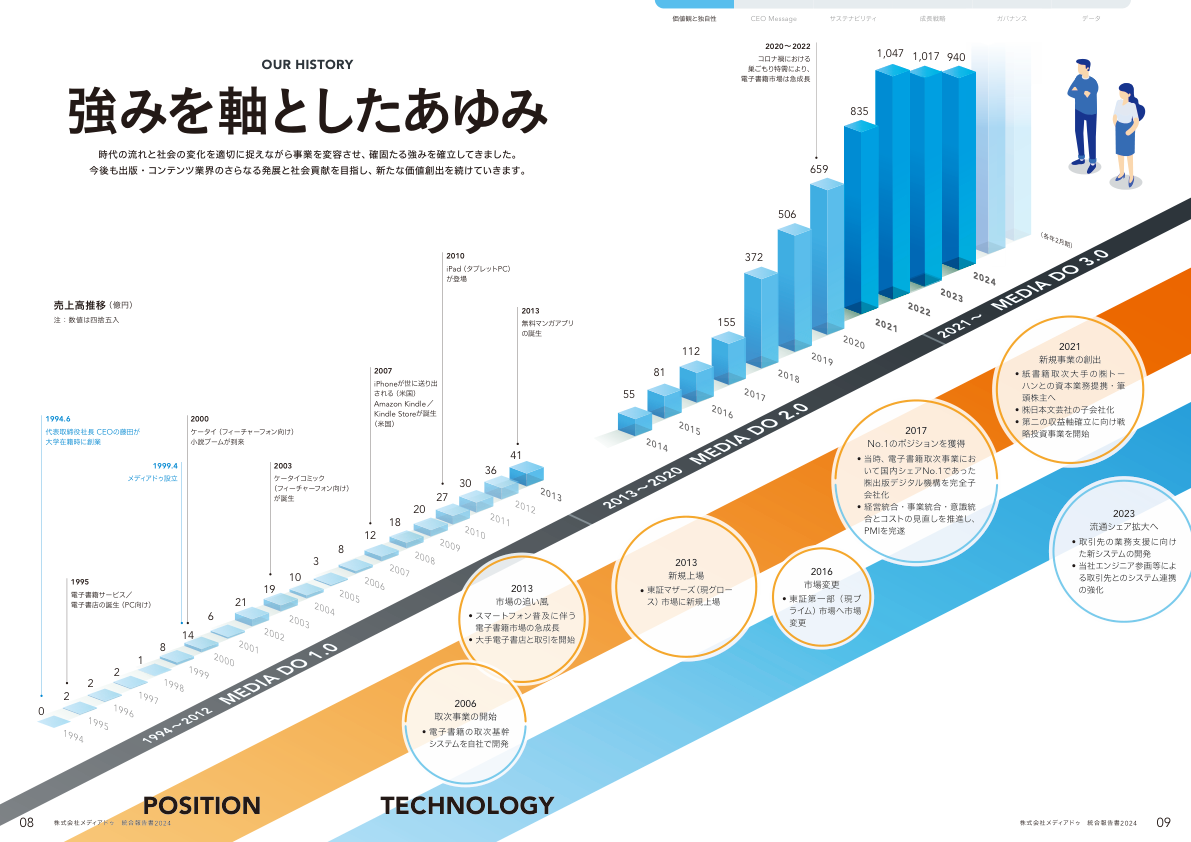 価値観と独自性
CEO Message
サステナビリティ
成長戦略
ガバナンス
データ
OUR HISTORY
強みを軸としたあゆみ
時代の流れと社会の変化を適切に捉えながら事業を変容させ、確固たる強みを確立してきました。
今後も出版・コンテンツ業界のさらなる発展と社会貢献を目指し、新たな価値創出を続けていきます。
売上高推移（億円）
注：数値は四捨五入
1994.6
代表取締役社長 CEOの藤田が
大学在籍時に創業
1995
電子書籍サービス／
電子書店の誕生（PC向け）
1999.4
メディアドゥ設立
2000
ケータイ（フィーチャーフォン向け）
小説ブームが到来
2003
ケータイコミック
（フィーチャーフォン向け）
が誕生
2007
iPhoneが世に送り出
される（米国）
Amazon Kindle／
Kindle Storeが誕生
（米国）
2010
iPad（タブレットPC）
が登場
2013
無料マンガアプリ
の誕生
2020～2022
コロナ禍における
巣ごもり特需により、
電子書籍市場は急成長
0
2
2
2
1
8
14
6
21
19
10
3
8
12
18
20
27
30
36
41
55
81
112
155
372
506
659
835
1,047
1,017
940
1994
1995
1996
1997
1998
1999
2000
2001
2002
2003
2004
2005
2006
2007
2008
2009
2010
2011
2012
2013
2014
2015
2016
2017
2018
2019
2020
2021
2022
2023
2024
（各年2月期）
1994～2012 MEDIA DO 1.0
2013～2020 MEDIA DO 2.0
2021～ MEDIA DO 3.0
2006
取次事業の開始
• 電子書籍の取次基幹
システムを自社で開発
2013
市場の追い風
• スマートフォン普及に伴う
電子書籍市場の急成長
• 大手電子書店と取引を開始
2013
新規上場
• 東証マザーズ（現グロー
ス）市場に新規上場
2016
市場変更
• 東証第一部（現プ
ライム）市場へ市場
変更
2017
No.1のポジションを獲得
• 当時、電子書籍取次事業にお
いて国内シェアNo.1であった
㈱出版デジタル機構を完全子
会社化
• 経営統合・事業統合・意識統
合とコストの見直しを推進し、
PMIを完遂
2021
新規事業の創出
• 紙書籍取次大手の㈱トー
ハンとの資本業務提携・筆
頭株主へ
• ㈱日本文芸社の子会社化
• 第二の収益軸確立に向け戦
略投資事業を開始
2023
流通シェア拡大へ
• 取引先の業務支援に向け
た新システムの開発
• 当社エンジニア参画等によ
る取引先とのシステム連携
の強化
POSITION
TECHNOLOGY
08
株式会社メディアドゥ 統合報告書2024
株式会社メディアドゥ 統合報告書2024
09